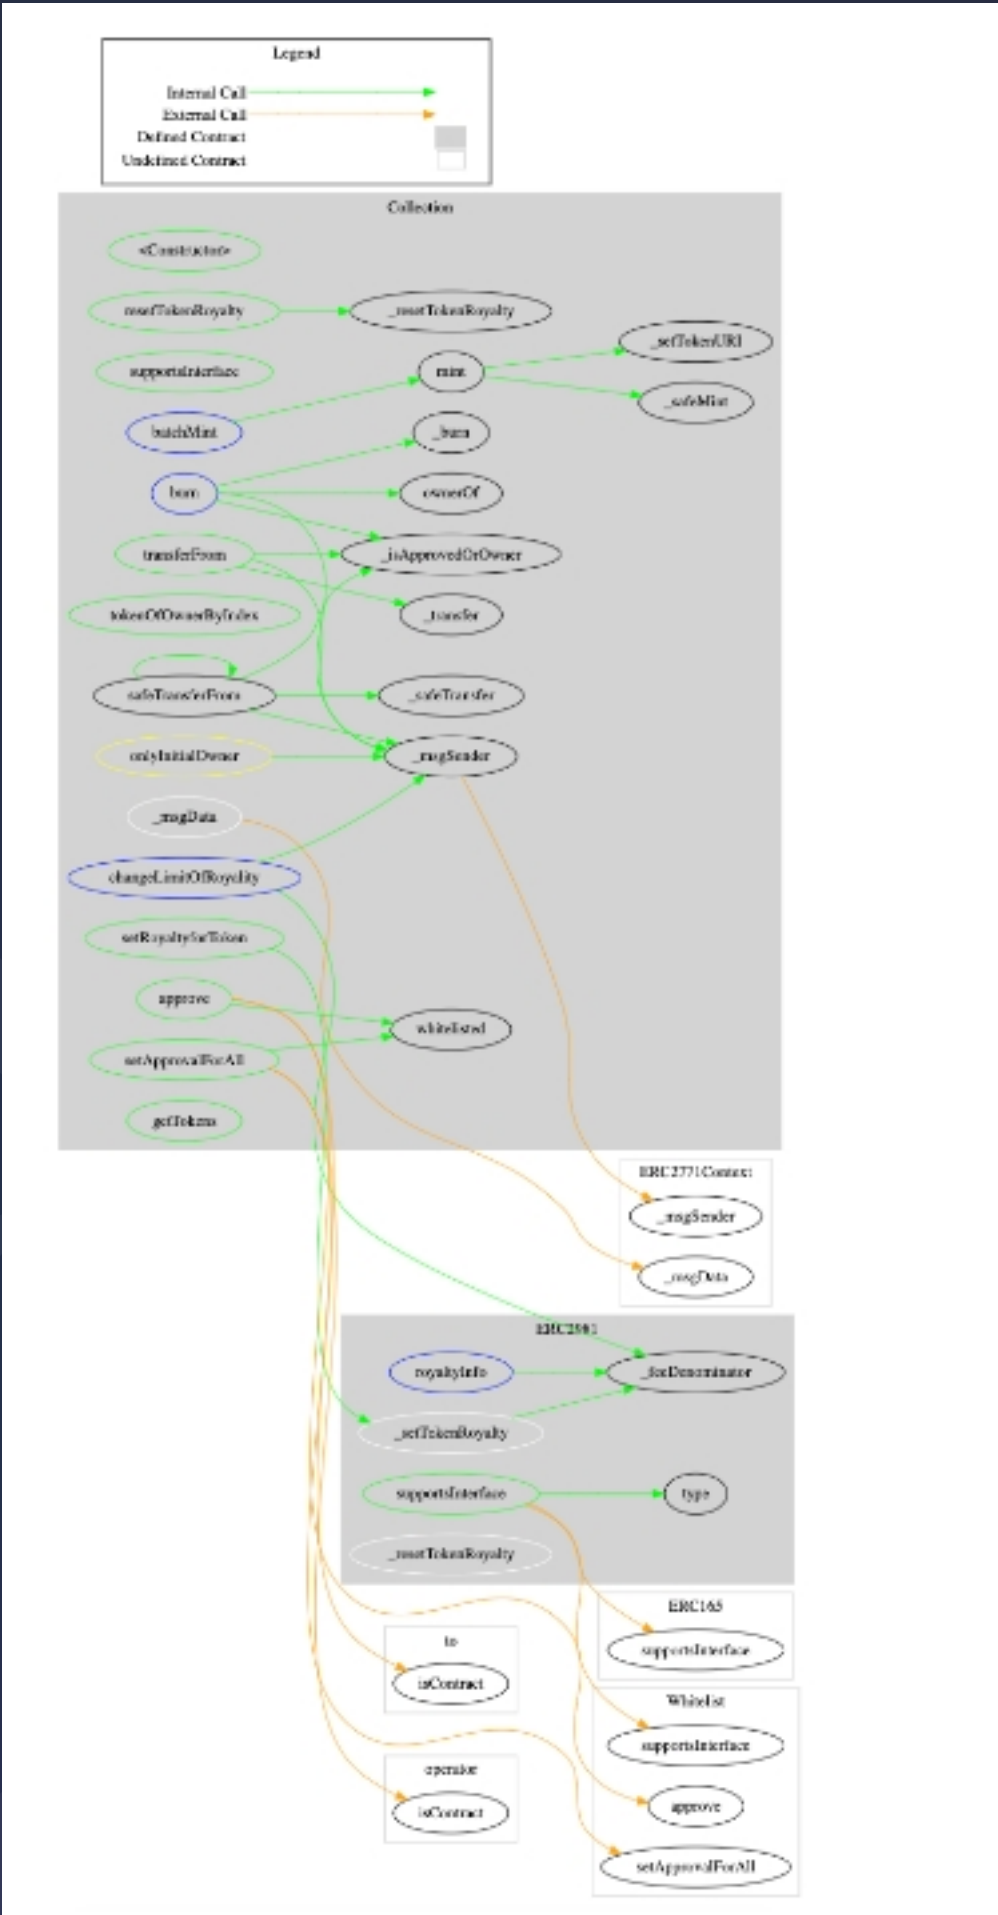 Legend
Internal Call
External Call
Defined Contract
Undefined Contract
Collection
<Constructor>
resetTokenRoyalty
_resetTokenRoyalty
_setTokenURI
supportsInterface
mint
_safeMint
batchMint
_burn
burn
ownerOf
transferFrom
_isApprovedOrOwner
tokenOfOwnerByIndex
_transfer
safeTransferFrom
_safeTransfer
onlyInitialOwner
_msgSender
_msgData
changeLimitOfRoyality
setRoyaltyforToken
approve
whitelisted
setApprovalForAll
getTokens
ERC2771Context
_msgSender
_msgData
ERC2981
royaltyInfo
_feeDenominator
_setTokenRoyalty
supportsInterface
type
_resetTokenRoyalty
ERC165
supportsInterface
to
isContract
Whitelist
supportsInterface
operator
approve
isContract
setApprovalForAll